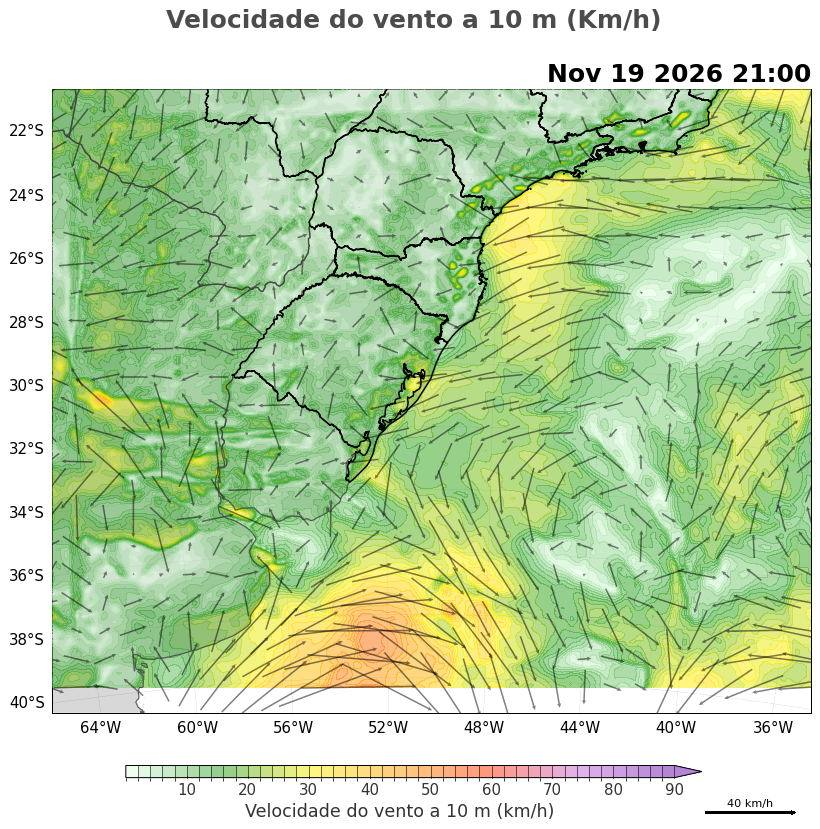 Velocidade do vento a 10 m (Km/h)
Nov 19 2026 21:00
22°S
24°S
26°S
28°S
30°S
32°S
34°S
36°S
38°S
40°S
64°W 60°W 56°W 52°W 48°W 44°W 40°W 36°W
10 20 30 40 50 60 70 80 90
Velocidade do vento a 10 m (km/h)
40 km/h